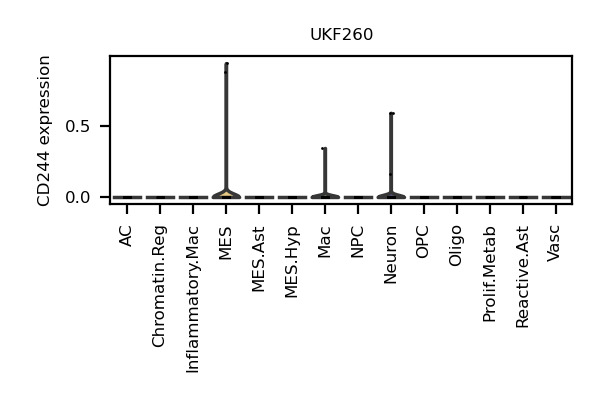 UKF260
CD244 expression
0.5
0.0
AC
Chromatin.Reg
Inflammatory.Mac
MES
MES.Ast
MES.Hyp
Mac
NPC
Neuron
OPC
Oligo
Prolif.Metab
Reactive.Ast
Vasc